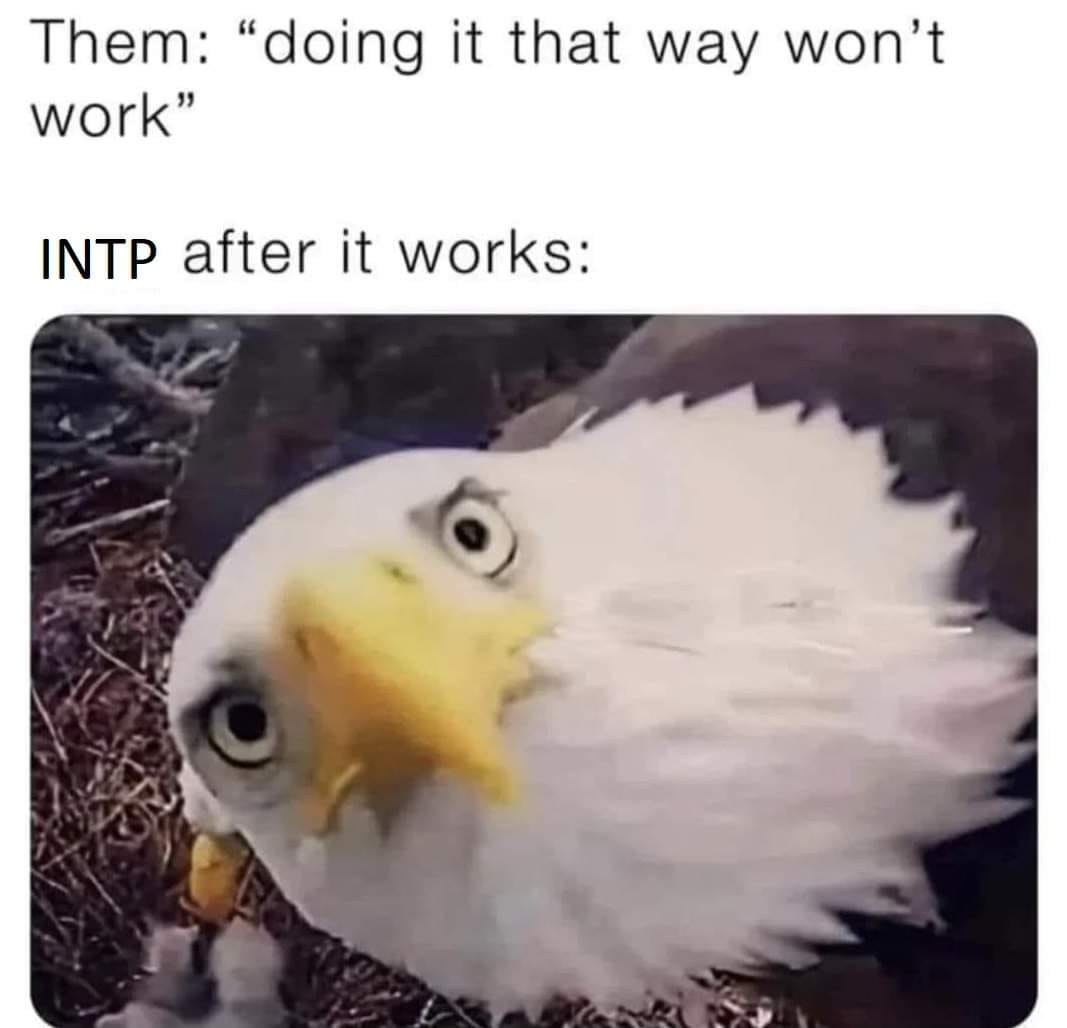 Them: “doing it that way won’t
work”
INTP after it works: